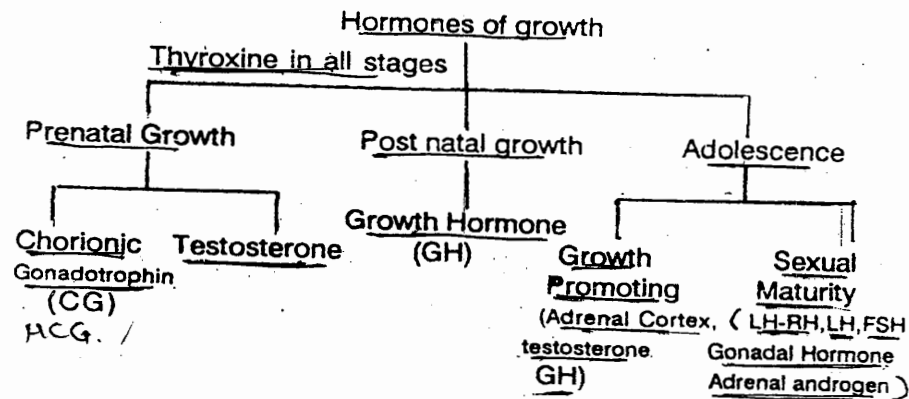 Hormones of growth
Thyroxine in all stages
Prenatal Growth
Post natal growth
Adolescence
Chorionic
Gonadotrophin
(CG)
HCG. /
Testosterone
Growth Hormone
(GH)
Growth
Promoting
(Adrenal Cortex,
testosterone
GH)
Sexual
Maturity
(LH-RH, LH, FSH
Gonadal Hormone
Adrenal androgen)